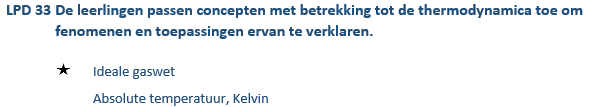 LPD 33 De leerlingen passen concepten met betrekking tot de thermodynamica toe om
fenomenen en toepassingen ervan te verklaren.
★ Ideale gaswet
Absolute temperatuur, Kelvin